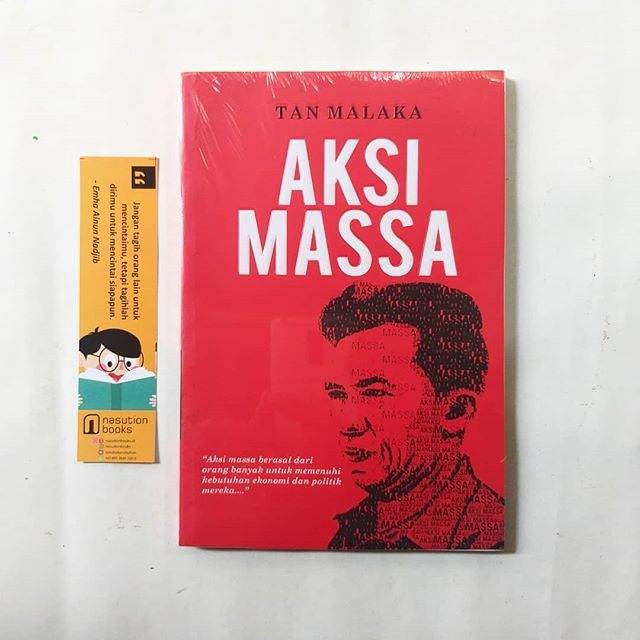 TAN MALAKA
AKSI
MASSA
“Aksi massa berasal dari
orang banyak untuk memenuhi
kebutuhan ekonomi dan politik
mereka....”
Jangan tagih orang lain untuk
mencintaimu, tetapi tagihlah
dirimu untuk mencintai siapapun.
- Emha Ainun Nadjib
nasution
books